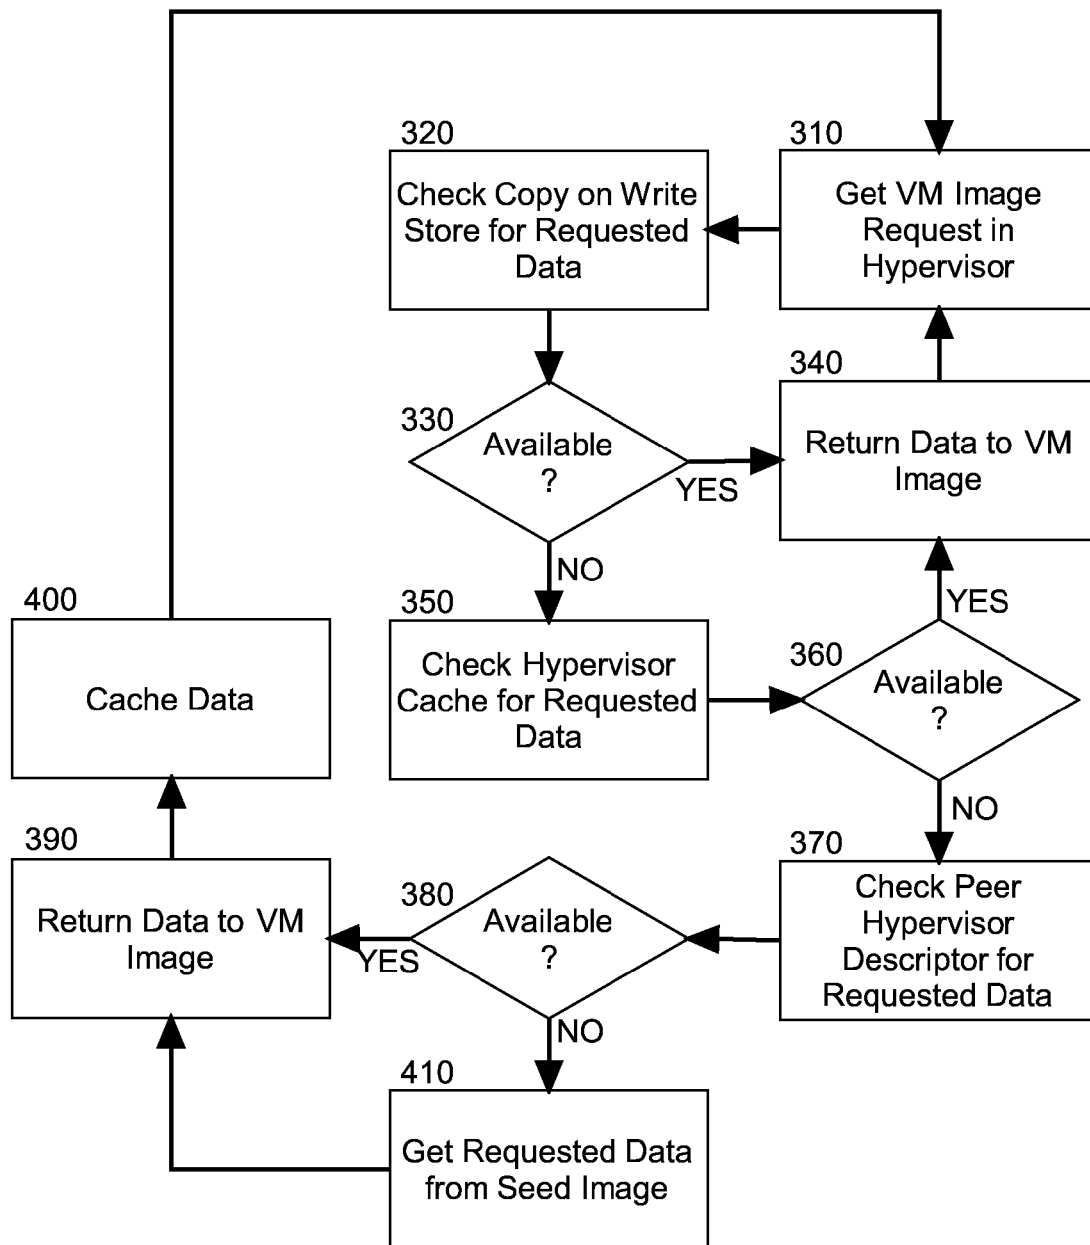 320
310
Check Copy on Write
Store for Requested
Data
Get VM Image
Request in
Hypervisor
330
Available
?
YES
NO
340
Return Data to VM
Image
350
Check Hypervisor
Cache for Requested
Data
360
Available
?
YES
NO
400
Cache Data
390
Return Data to VM
Image
380
Available
?
YES
NO
370
Check Peer
Hypervisor
Descriptor for
Requested Data
410
Get Requested Data
from Seed Image